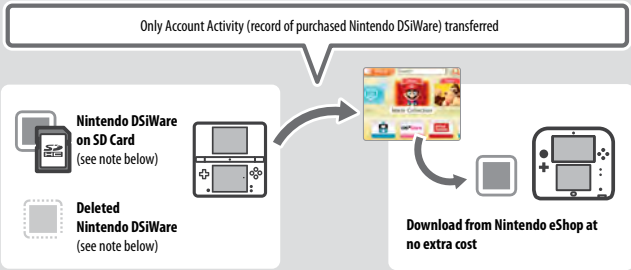 Only Account Activity (record of purchased Nintendo DSiWare) transferred
Nintendo DSiWare
on SD Card
(see note below)
Deleted
Nintendo DSiWare
(see note below)
Download from Nintendo eShop at
no extra cost